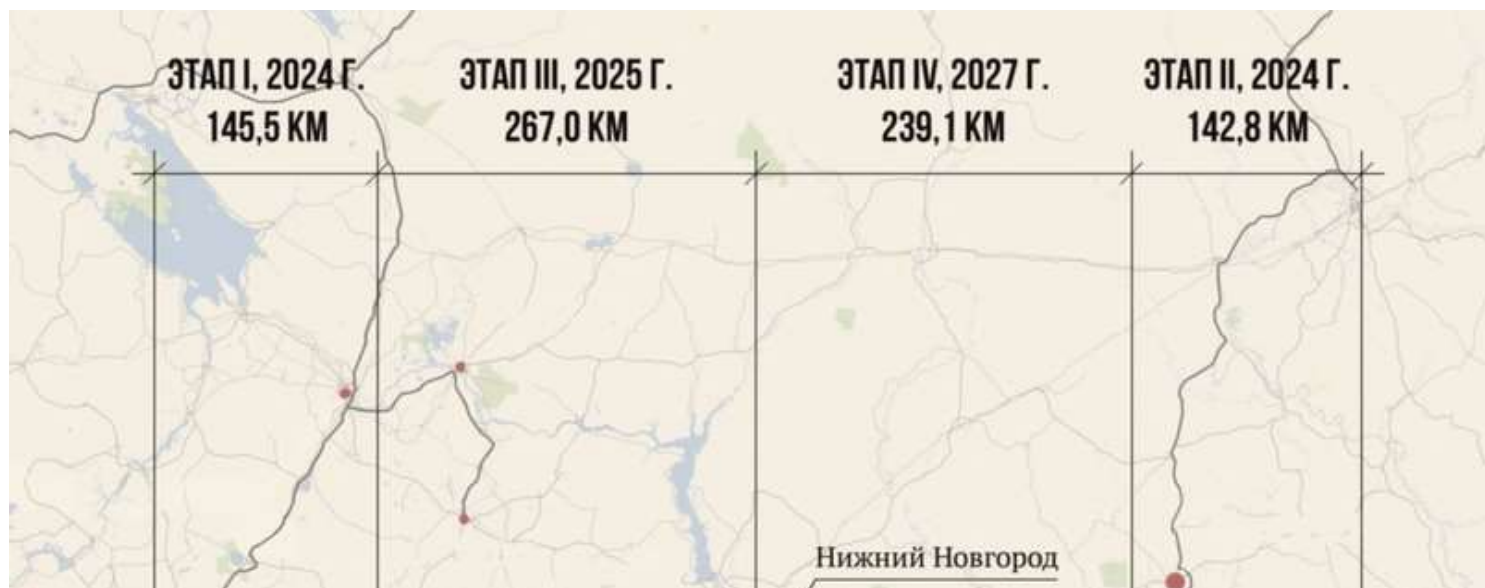 ЭТАП I, 2024 Г.
145,5 КМ
ЭТАП III, 2025 Г.
267,0 КМ
ЭТАП IV, 2027 Г.
239,1 КМ
ЭТАП II, 2024 Г.
142,8 КМ
Нижний Новгород